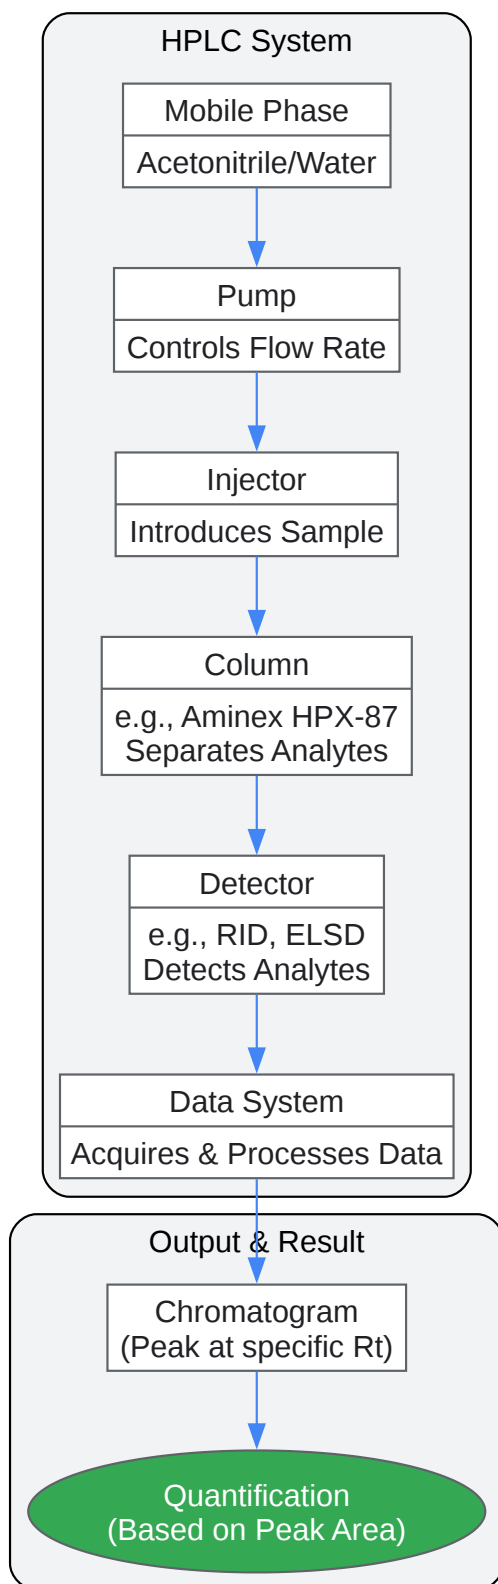 HPLC System
Mobile Phase
Acetonitrile/Water
Pump
Controls Flow Rate
Injector
Introduces Sample
Column
e.g., Aminex HPX-87
Separates Analytes
Detector
e.g., RID, ELSD
Detects Analytes
Data System
Acquires & Processes Data
Output & Result
Chromatogram
(Peak at specific Rt)
Quantification
(Based on Peak Area)